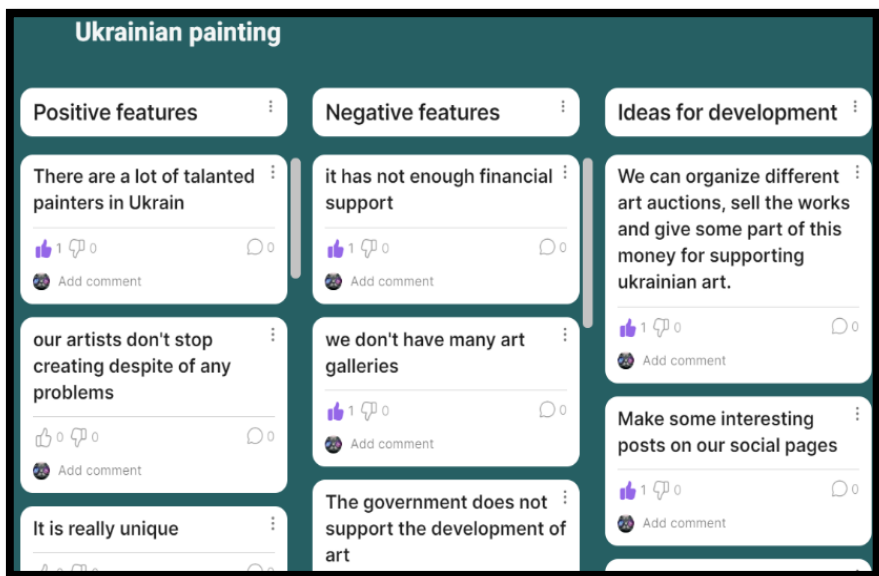 Ukrainian painting
Positive features
There are a lot of talanted
painters in Ukrain
1 0 0
Add comment
our artists don't stop
creating despite of any
problems
0 0 0
Add comment
It is really unique
Negative features
it has not enough financial
support
1 0 0
Add comment
we don't have many art
galleries
1 0 0
Add comment
The government does not
support the development of
art
Ideas for development
We can organize different
art auctions, sell the works
and give some part of this
money for supporting
ukrainian art.
1 0 0
Add comment
Make some interesting
posts on our social pages
1 0 0
Add comment